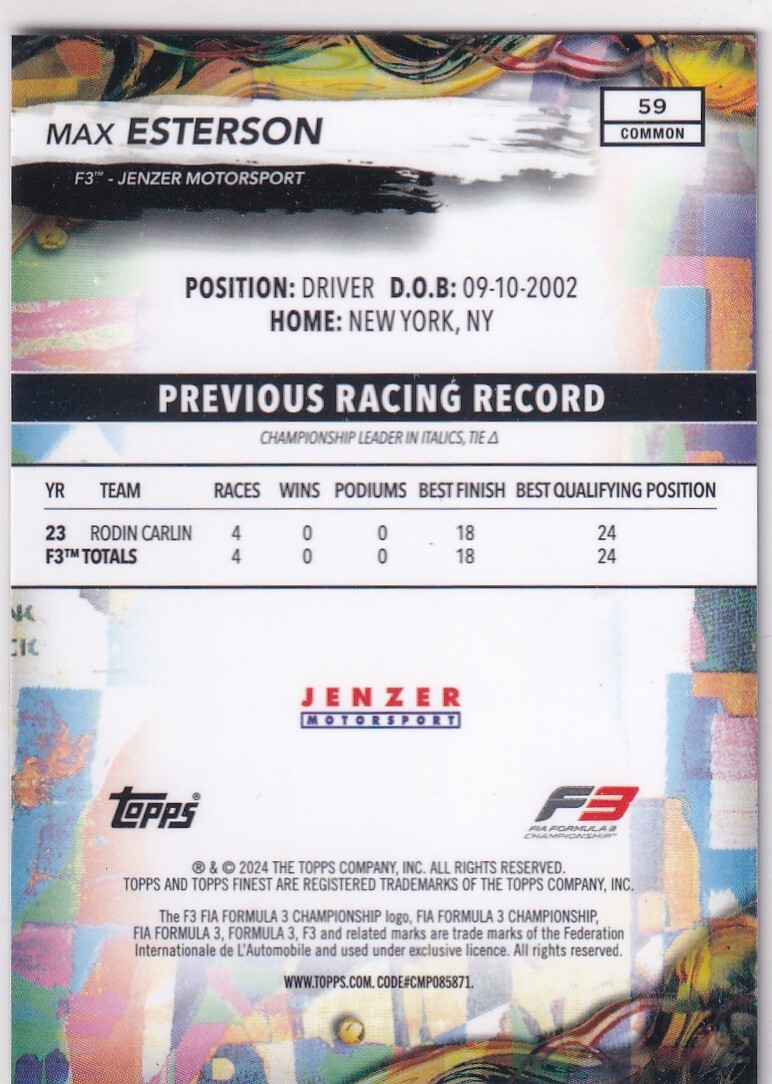 MAX ESTERSON
59
COMMON
F3™ - JENZER MOTORSPORT
POSITION: DRIVER D.O.B: 09-10-2002
HOME: NEW YORK, NY
PREVIOUS RACING RECORD
CHAMPIONSHIP LEADER IN ITALICS, TIE Δ
YR TEAM RACES WINS PODIUMS BEST FINISH BEST QUALIFYING POSITION
23 RODIN CARLIN 4 0 0 18 24
F3™ TOTALS 4 0 0 18 24
JENZER
MOTORSPORT
TOPPS®
F3
FIA FORMULA 3
CHAMPIONSHIP™
® & © 2024 THE TOPPS COMPANY, INC. ALL RIGHTS RESERVED.
TOPPS AND TOPPS FINEST ARE REGISTERED TRADEMARKS OF THE TOPPS COMPANY, INC.
The F3 FIA FORMULA 3 CHAMPIONSHIP logo, FIA FORMULA 3 CHAMPIONSHIP,
FIA FORMULA 3, FORMULA 3, F3 and related marks are trade marks of the Federation
Internationale de L'Automobile and used under exclusive licence. All rights reserved.
WWW.TOPPS.COM. CODE#CMP085871.